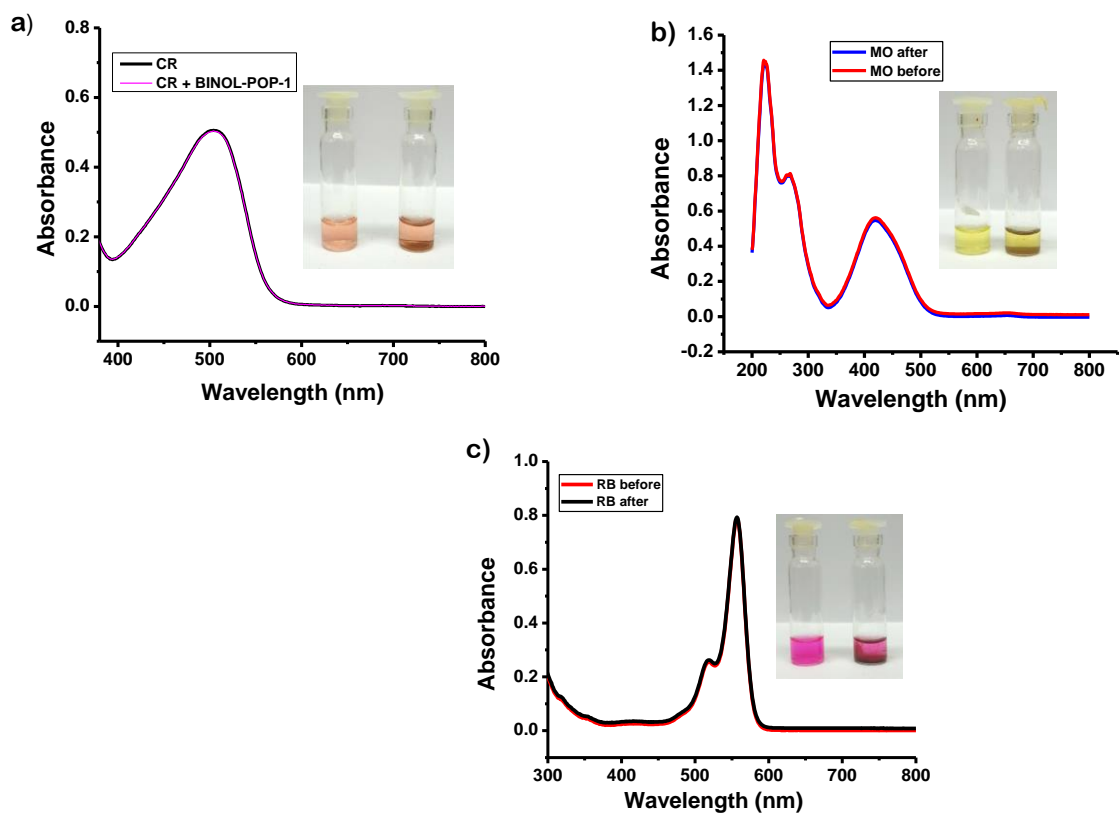 a)
CR
CR + BINOL-POP-1
0.8
0.6
0.4
0.2
0.0
Absorbance
400 500 600 700 800
Wavelength (nm)
b)
MO after
MO before
1.6
1.4
1.2
1.0
0.8
0.6
0.4
0.2
0.0
-0.2
Absorbance
200 300 400 500 600 700 800
Wavelength (nm)
c)
RB before
RB after
1.0
0.8
0.6
0.4
0.2
0.0
Absorbance
300 400 500 600 700 800
Wavelength (nm)